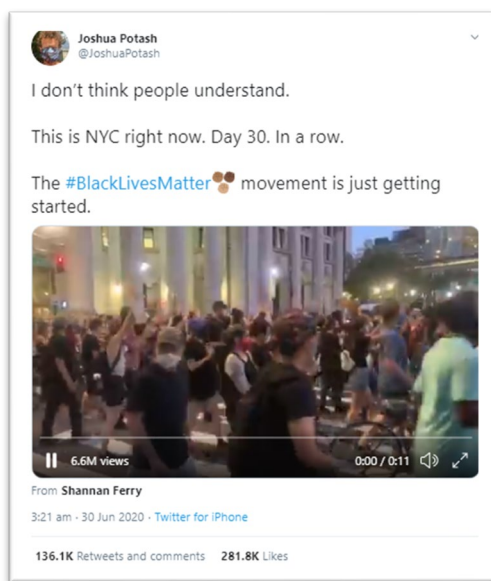 Joshua Potash
@JoshuaPotash
I don't think people understand.
This is NYC right now. Day 30. In a row.
The #BlackLivesMatter movement is just getting
started.
6.6M views
0:00 / 0:11
From Shannan Ferry
3:21 am · 30 Jun 2020 · Twitter for iPhone
136.1K Retweets and comments 281.8K Likes